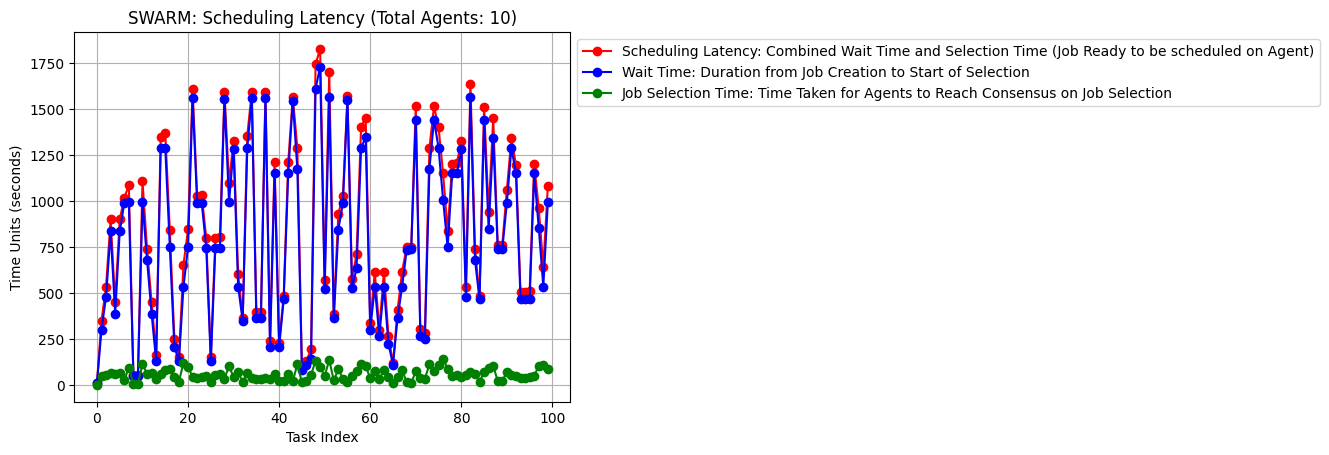 SWARM: Scheduling Latency (Total Agents: 10)
Scheduling Latency: Combined Wait Time and Selection Time (Job Ready to be scheduled on Agent)
Wait Time: Duration from Job Creation to Start of Selection
Job Selection Time: Time Taken for Agents to Reach Consensus on Job Selection
Time Units (seconds)
1750
1500
1250
1000
750
500
250
0
0 20 40 60 80 100
Task Index